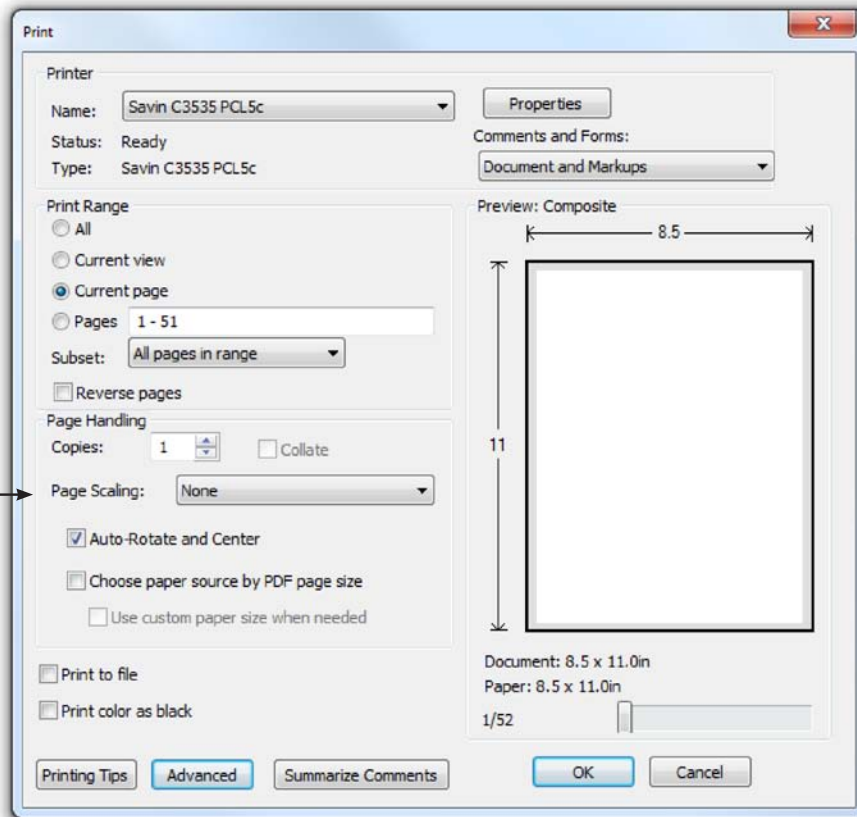 Print
Printer
Name: Savin C3535 PCL5c Properties
Status: Ready Comments and Forms:
Type: Savin C3535 PCL5c Document and Markups
Print Range
All
Current view
Current page
Pages 1 - 51
Subset: All pages in range
Reverse pages
Page Handling
Copies: 1 Collate
Page Scaling: None
Auto-Rotate and Center
Choose paper source by PDF page size
Use custom paper size when needed
Print to file
Print color as black
Preview: Composite
8.5
11
Document: 8.5 x 11.0in
Paper: 8.5 x 11.0in
1/52
Printing Tips Advanced Summarize Comments OK Cancel